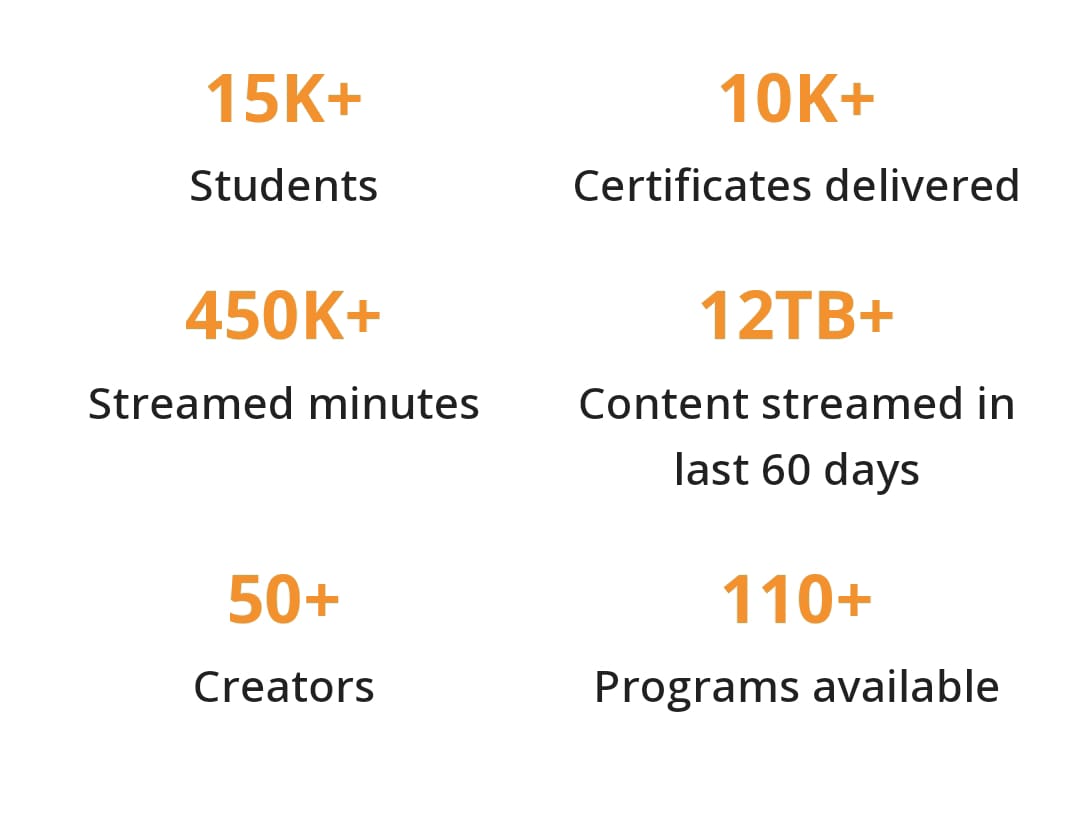 15K+
10K+
Students
Certificates delivered
450K+
12TB+
Streamed minutes
Content streamed in
last 60 days
50+
110+
Creators
Programs available